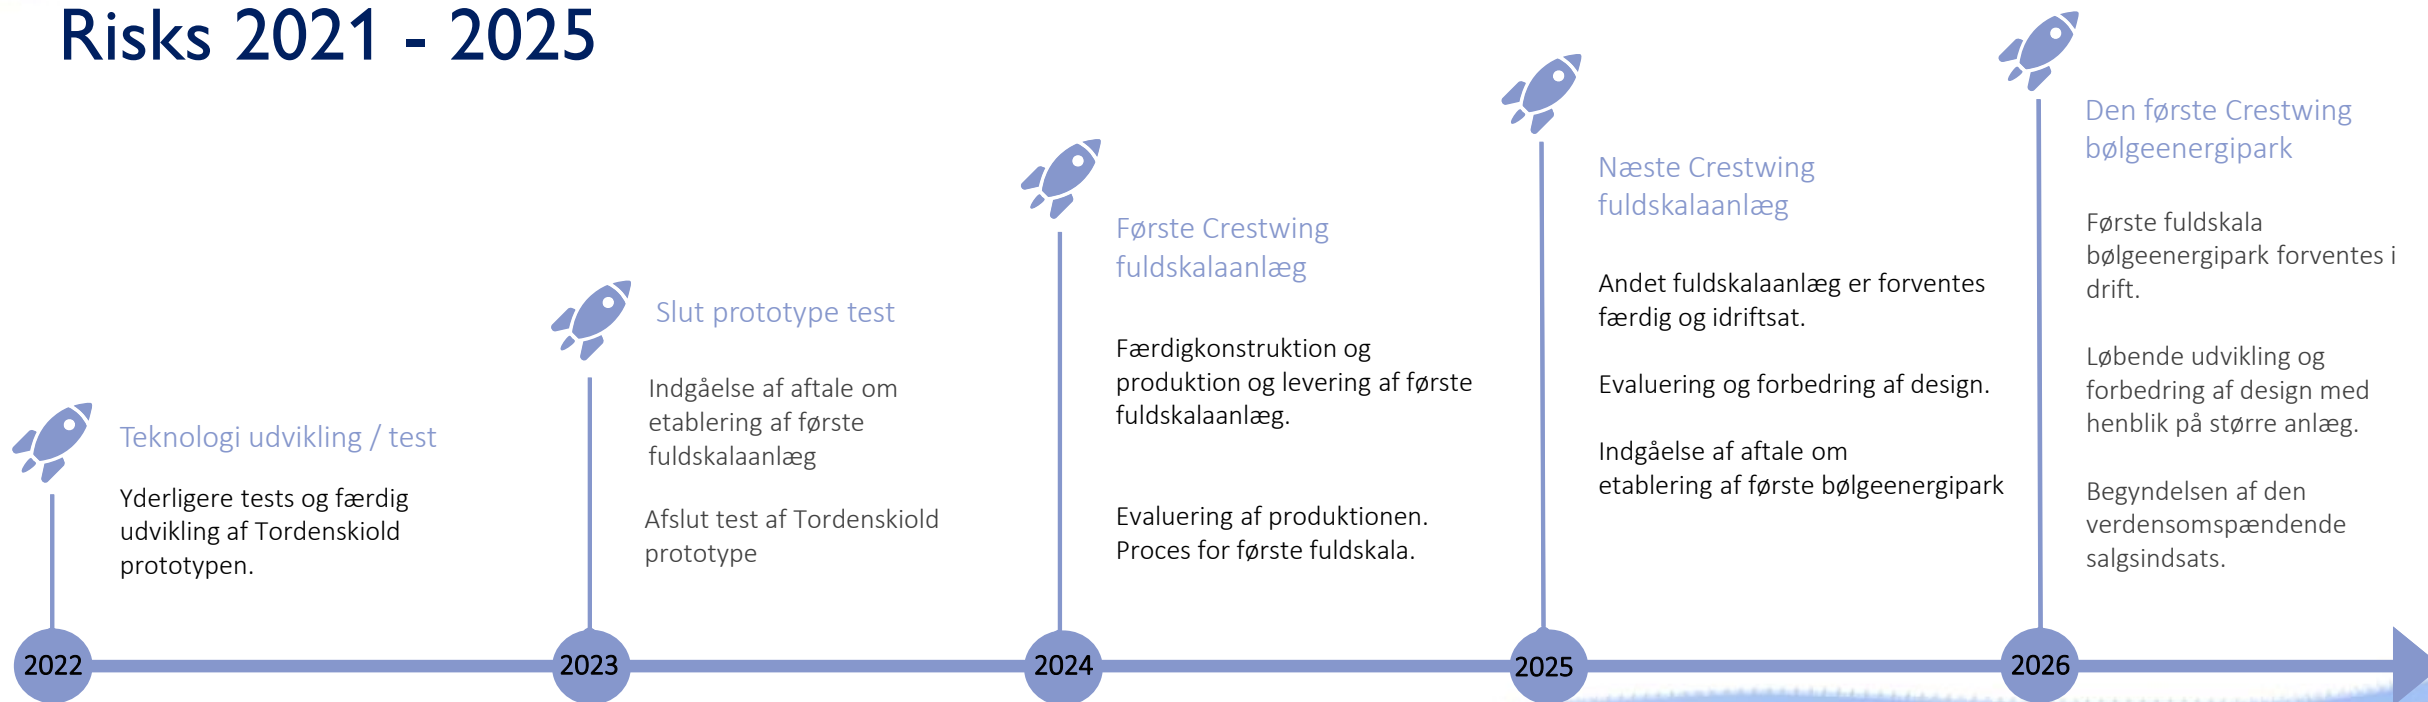 Risks 2021 - 2025
Teknologi udvikling / test
Yderligere tests og færdig
udvikling af Tordenskiold
prototypen.
Slut prototype test
Indgåelse af aftale om
etablering af første
fuldskalaanlæg
Afslut test af Tordenskiold
prototype
Første Crestwing
fuldskalaanlæg
Færdigkonstruktion og
produktion og levering af første
fuldskalaanlæg.
Evaluering af produktionen.
Proces for første fuldskala.
Næste Crestwing
fuldskalaanlæg
Andet fuldskalaanlæg er forventes
færdig og idriftsat.
Evaluering og forbedring af design.
Indgåelse af aftale om
etablering af første bølgeenergipark
Den første Crestwing
bølgeenergipark
Første fuldskala
bølgeenergipark forventes i
drift.
Løbende udvikling og
forbedring af design med
henblik på større anlæg.
Begyndelsen af den
verdensomspændende
salgsindsats.
2022
2023
2024
2025
2026